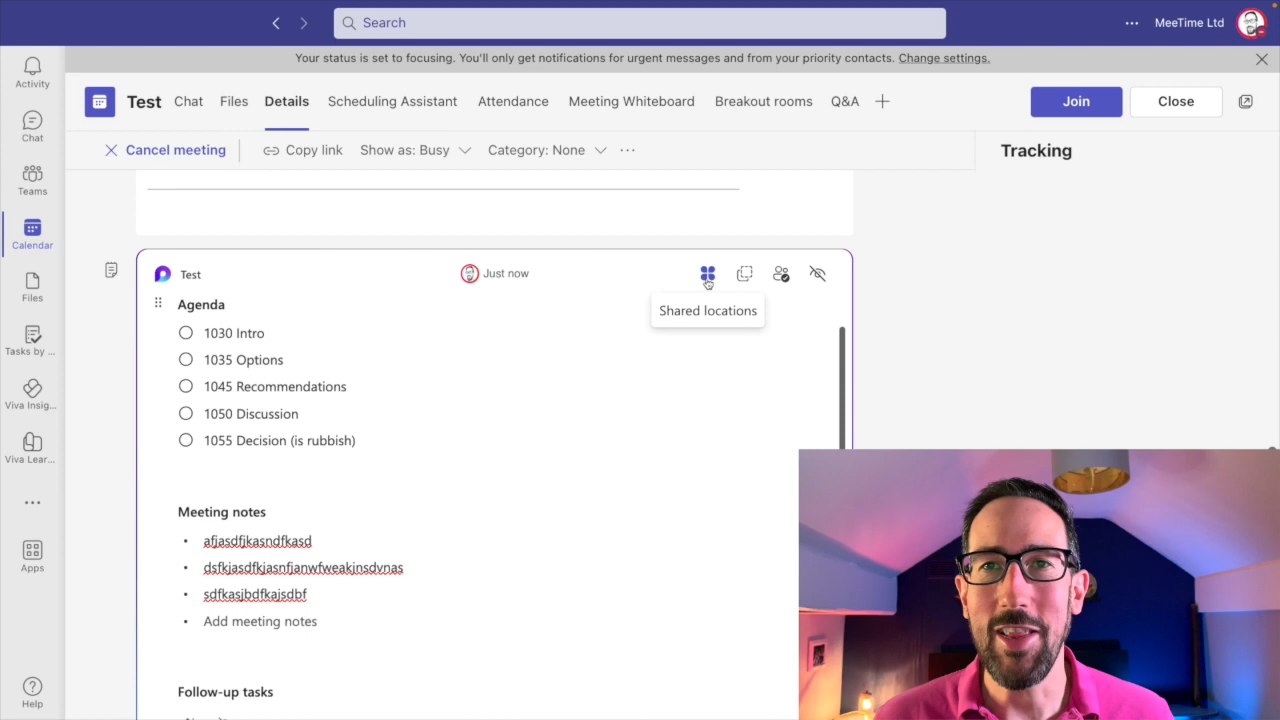 Search
MeeTime Ltd
Your status is set to focusing. You'll only get notifications for urgent messages and from your priority contacts. Change settings.
Activity
Chat
Teams
Calendar
Files
Tasks by ...
Viva Insig...
Viva Lear...
Apps
Help
Test Chat Files Details Scheduling Assistant Attendance Meeting Whiteboard Breakout rooms Q&A
Join Close
Cancel meeting Copy link Show as: Busy Category: None
Tracking
Test Just now
Shared locations
Agenda
1030 Intro
1035 Options
1045 Recommendations
1050 Discussion
1055 Decision (is rubbish)
Meeting notes
afjasdfjkasndfkasd
dsfkjasdfkjasnfjanwfweakjnsdvnas
sdfkasjbdfkajsdbf
Add meeting notes
Follow-up tasks